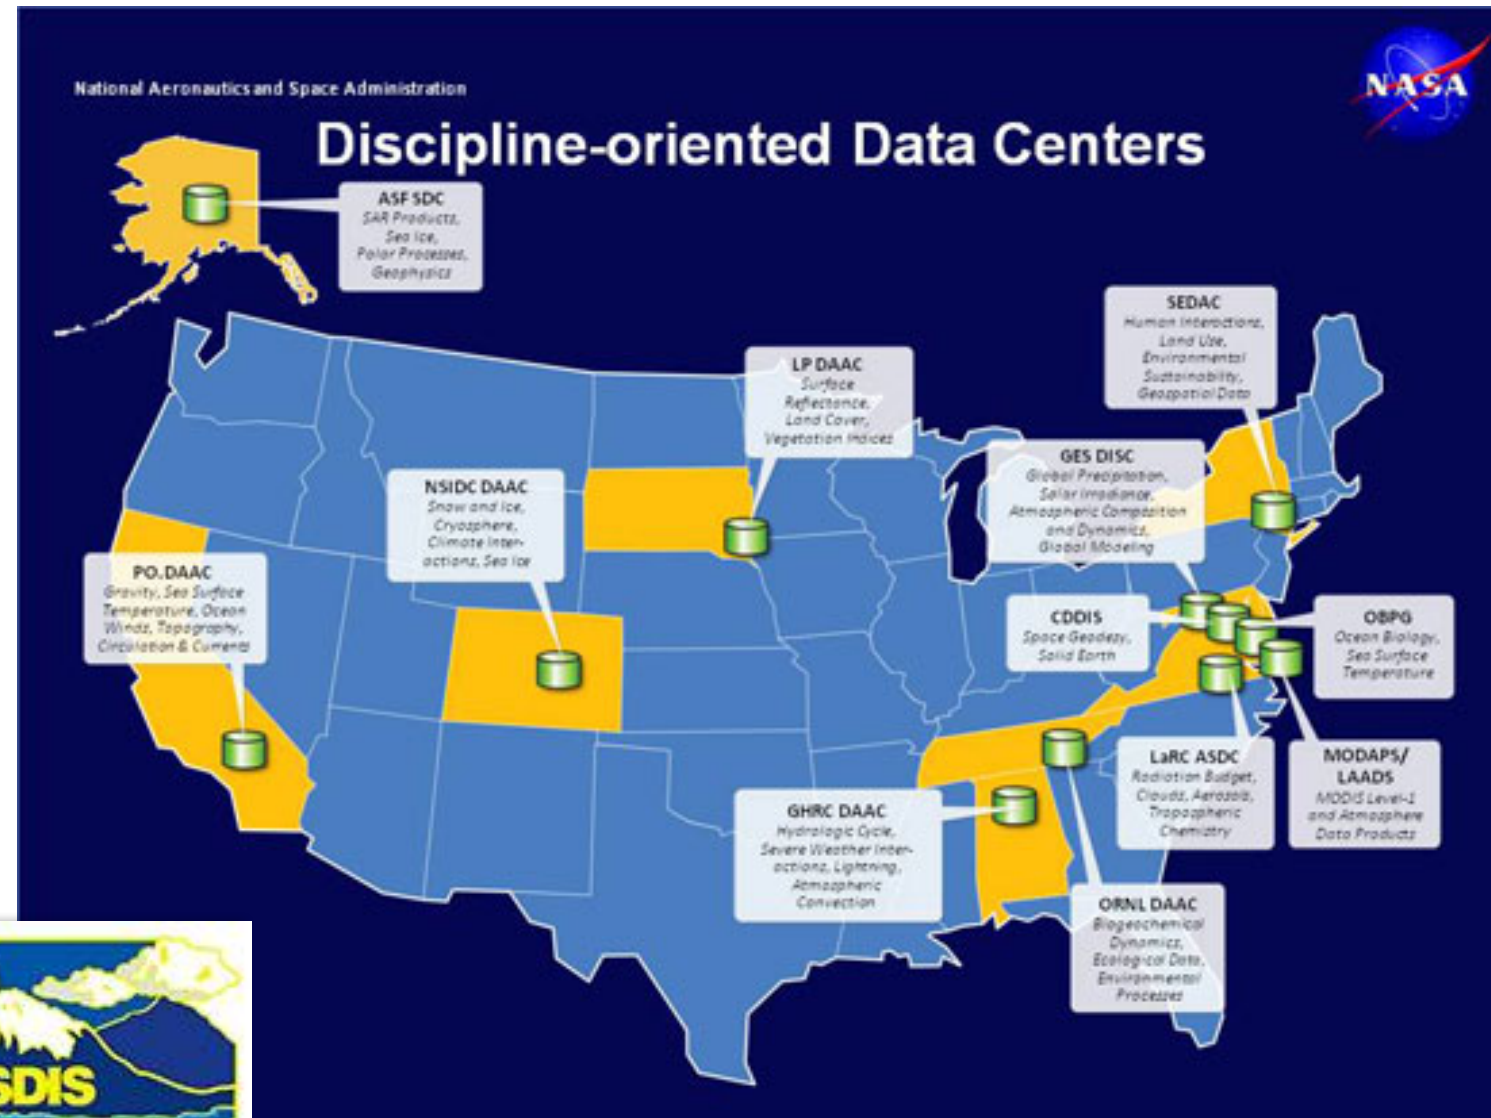 National Aeronautics and Space Administration
NASA
Discipline-oriented Data Centers
ASF SDC
SAR Products,
Sea Ice,
Polar Processes,
Geophysics
SEDAC
Human Interactions,
Land Use,
Environmental
Sustainability,
Geospatial Data
LP DAAC
Surface
Reflectance,
Land Cover,
Vegetation Indices
GES DISC
Global Precipitation,
Solar Irradiance,
Atmospheric Composition
and Dynamics,
Global Modeling
NSIDC DAAC
Snow and Ice,
Cryosphere,
Climate Inter-
actions, Sea Ice
PO.DAAC
Gravity, Sea Surface
Temperature, Ocean
Winds, Topography,
Circulation & Currents
CDDIS
Space Geodesy,
Solid Earth
OBPG
Ocean Biology,
Sea Surface
Temperature
LaRC ASDC
Radiation Budget,
Clouds, Aerosols,
Tropospheric
Chemistry
MODAPS/
LAADS
MODIS Level-1
and Atmosphere
Data Products
GHRC DAAC
Hydrologic Cycle,
Severe Weather Inter-
actions, Lightning,
Atmospheric
Convection
ORNL DAAC
Biogeochemical
Dynamics,
Ecological Data,
Environmental
Processes
SDIS